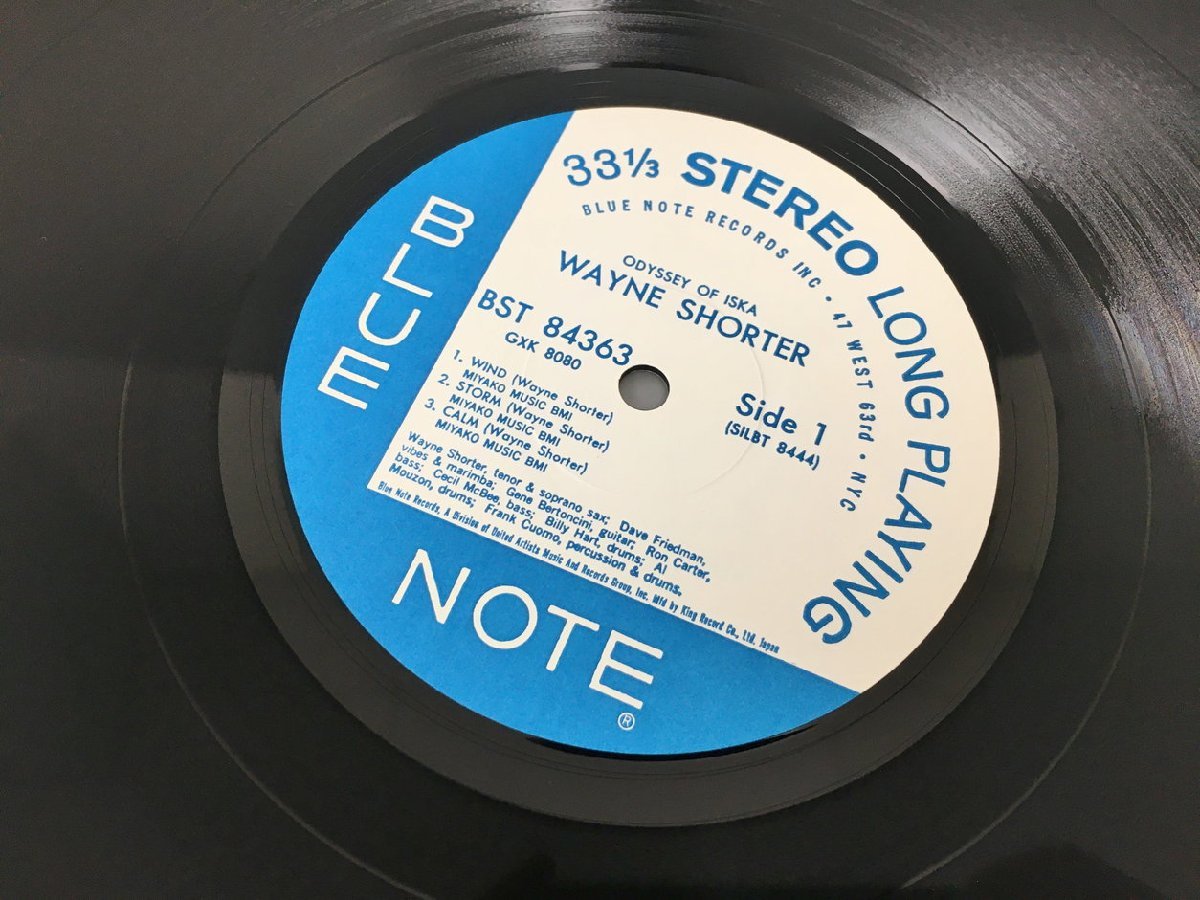 33⅓ STEREO LONG PLAYING
BLUE NOTE RECORDS INC • 47 WEST 63rd • NYC
ODYSSEY OF ISKA
WAYNE SHORTER
BST 84363
GXK 8080
Side 1
(SILBT 8444)
1. WIND (Wayne Shorter)
MIYAKO MUSIC BMI
2. STORM (Wayne Shorter)
MIYAKO MUSIC BMI
3. CALM (Wayne Shorter)
MIYAKO MUSIC BMI
Wayne Shorter, tenor & soprano sax; Dave Friedman,
vibes & marimba; Gene Bertoncini, guitar; Ron Carter,
bass; Cecil McBee, bass; Billy Hart, drums; Al
Mouzon, drums; Frank Cuomo, percussion & drums.
Blue Note Records, A Division of United Artists Music And Records Group, Inc. Mfd by King Record Co., Ltd. Japan
BLUE
NOTE
®